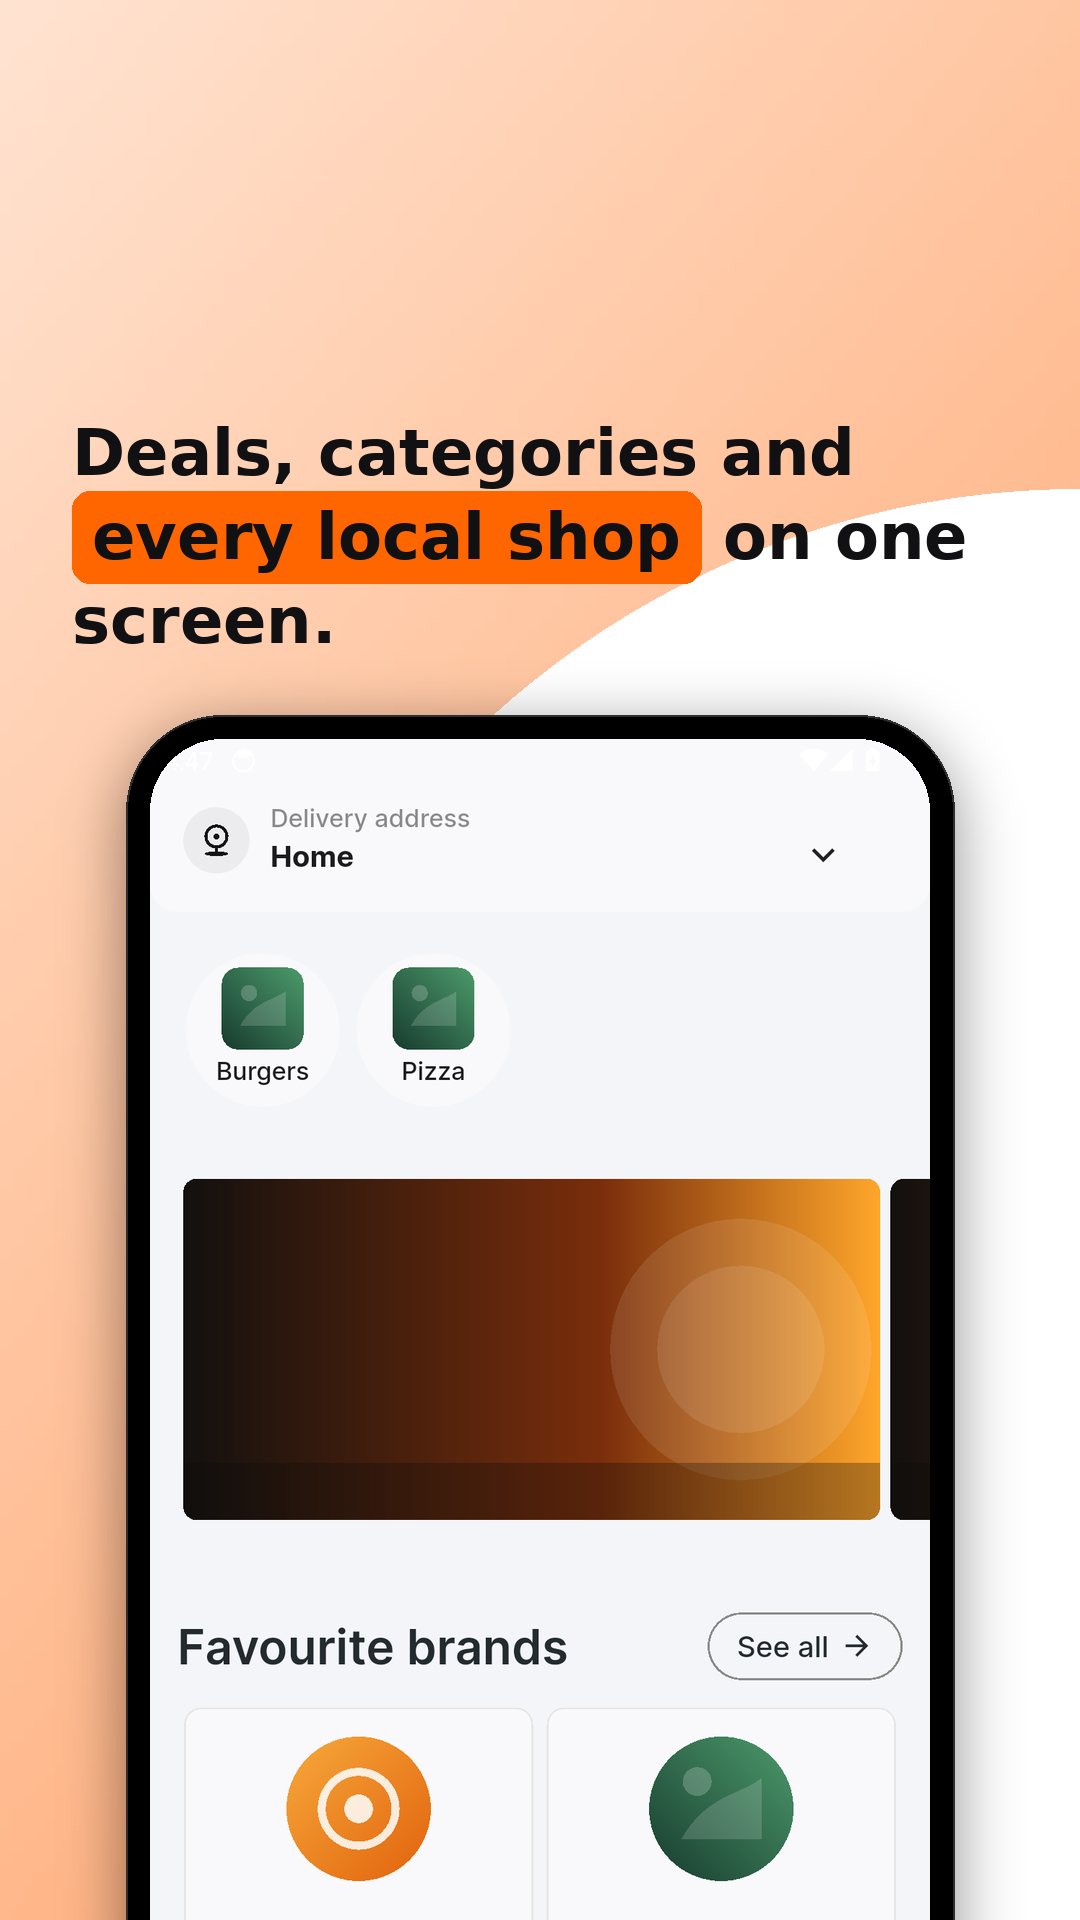 Deals, categories and
every local shop on one
screen.
Delivery address
Home
Burgers
Pizza
Favourite brands
See all